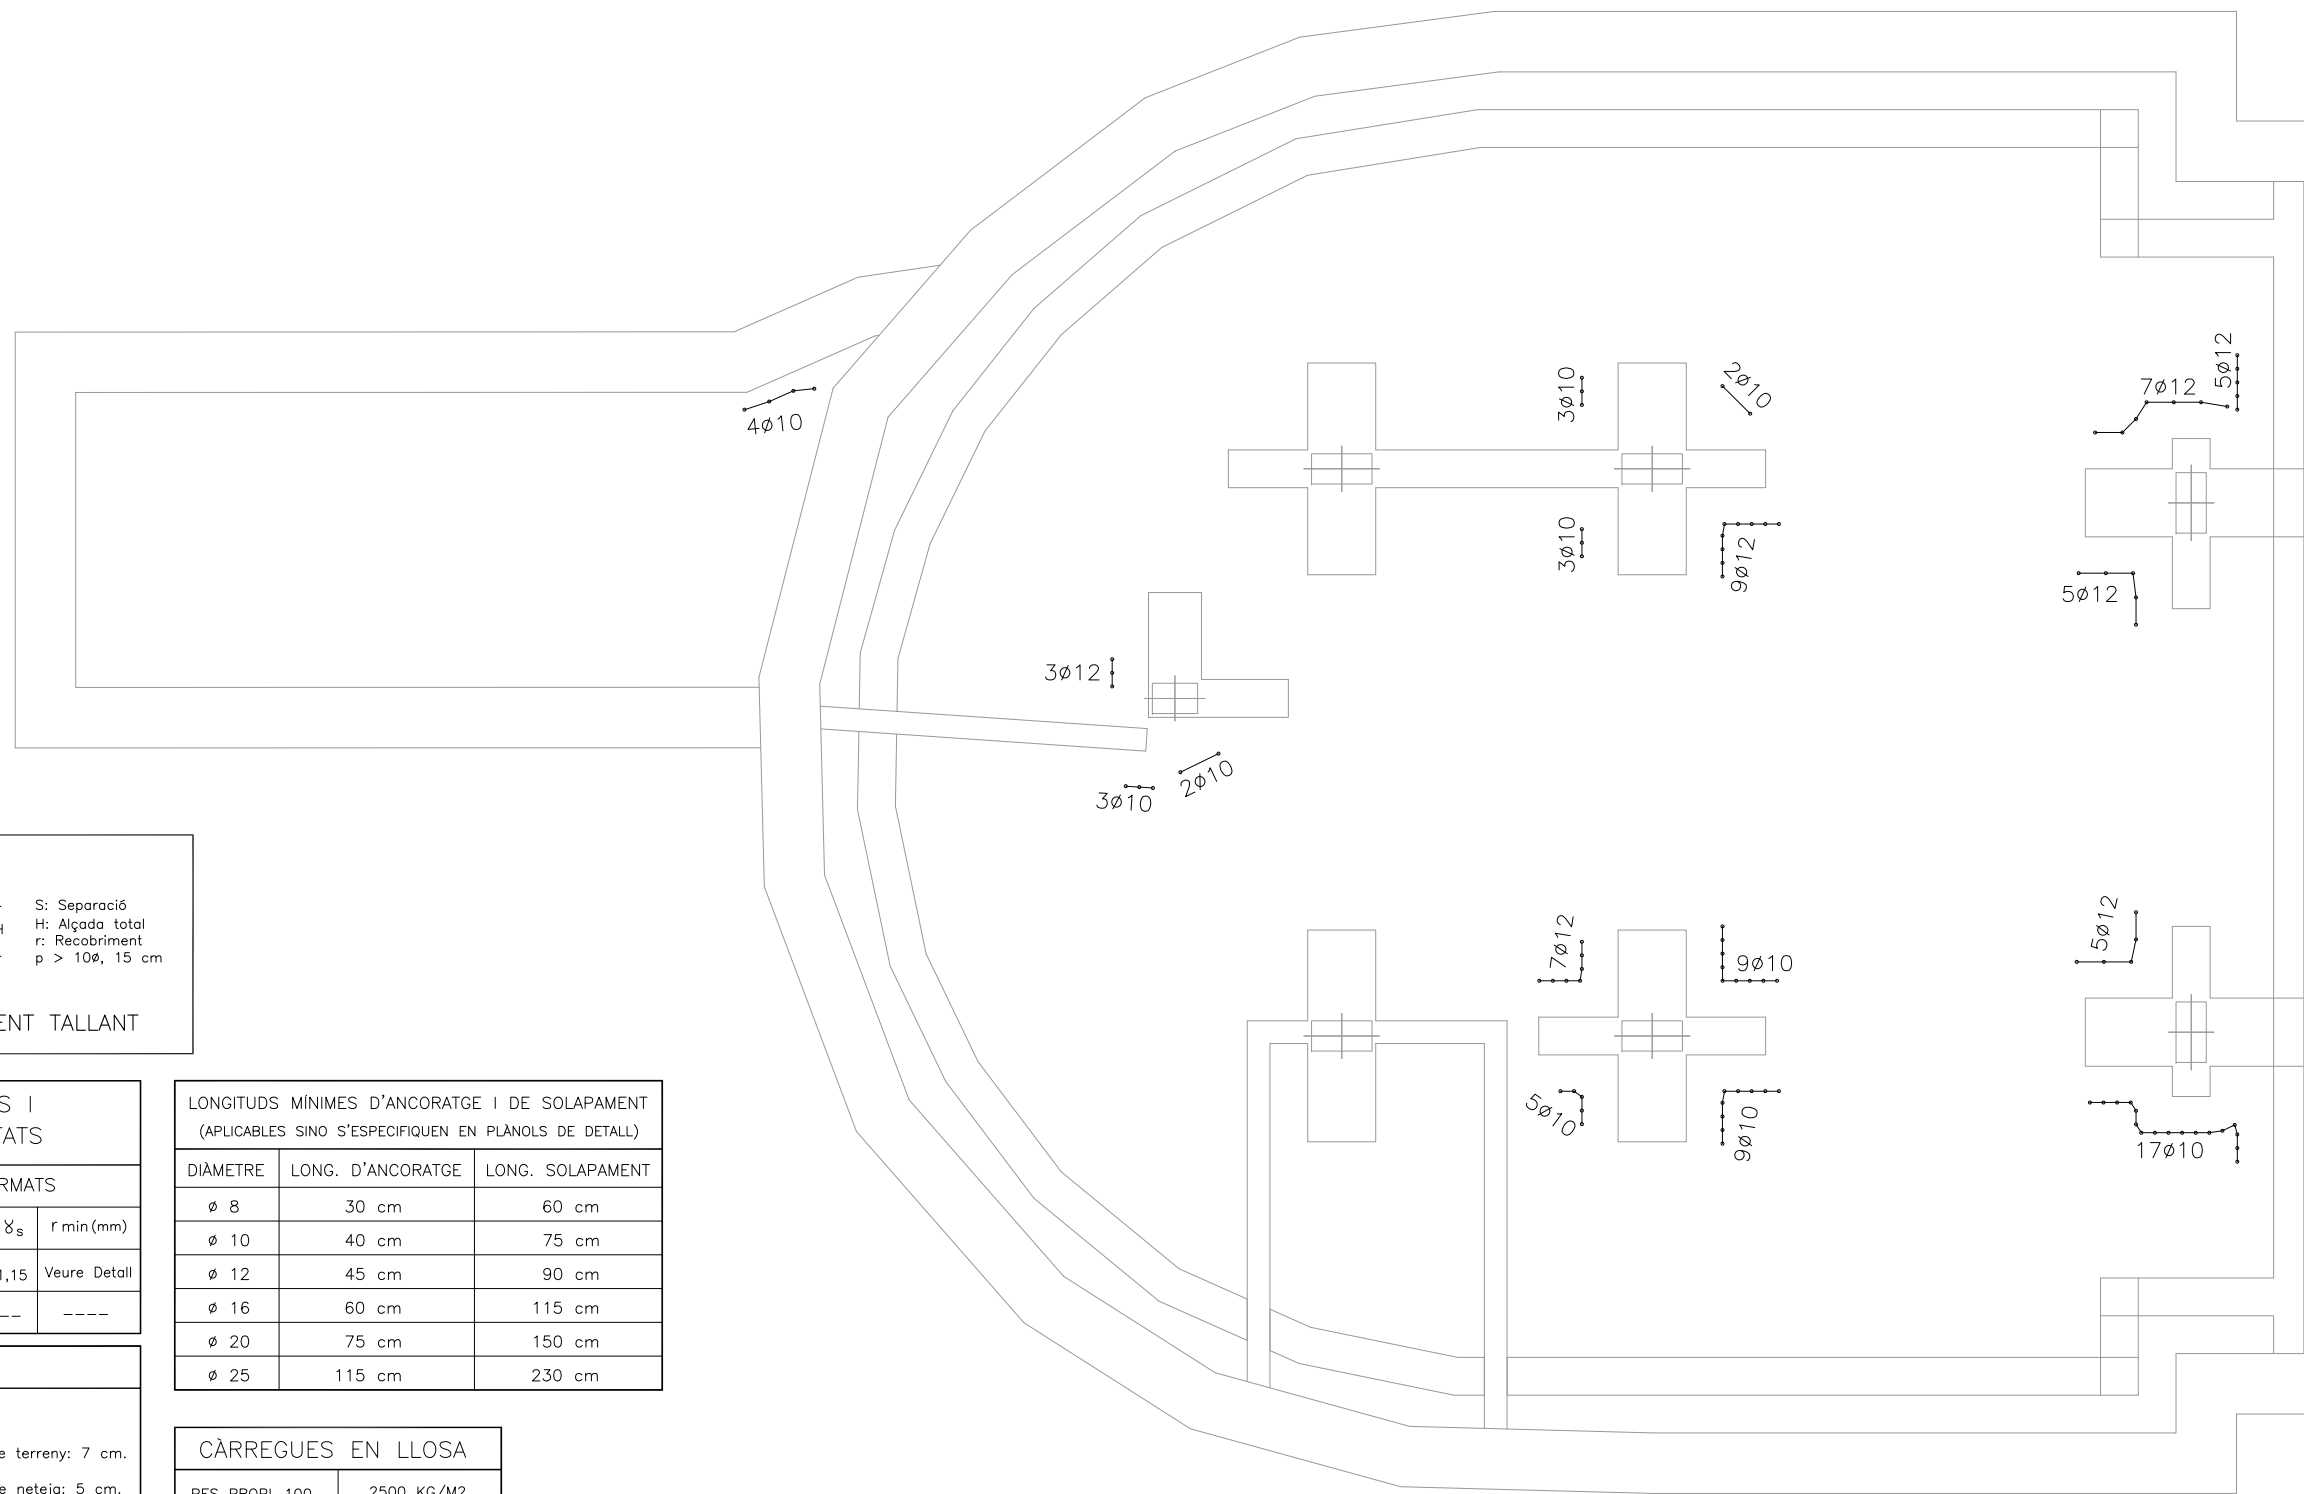 5ø12
7ø12
3ø10
2ø10
4ø10
3ø10
9ø12
5ø12
3ø12
2ø10
3ø10
S: Separació
H: Alçada total
r: Recobriment
p > 10ø, 15 cm
TALLANT
5ø12
7ø12
9ø10
5ø10
9ø10
17ø10
S I
γs r min(mm)
1,15 Veure Detall
---- 
LONGITUDS MÍNIMES D'ANCORATGE I DE SOLAPAMENT
(APLICABLES SINO S'ESPECIFIQUEN EN PLÀNOLS DE DETALL)
DIÀMETRE LONG. D'ANCORATGE LONG. SOLAPAMENT
ø 8 30 cm 60 cm
ø 10 40 cm 75 cm
ø 12 45 cm 90 cm
ø 16 60 cm 115 cm
ø 20 75 cm 150 cm
ø 25 115 cm 230 cm
terreny: 7 cm.
neteja: 5 cm.
CÀRREGUES EN LLOSA
2500 KG/M2